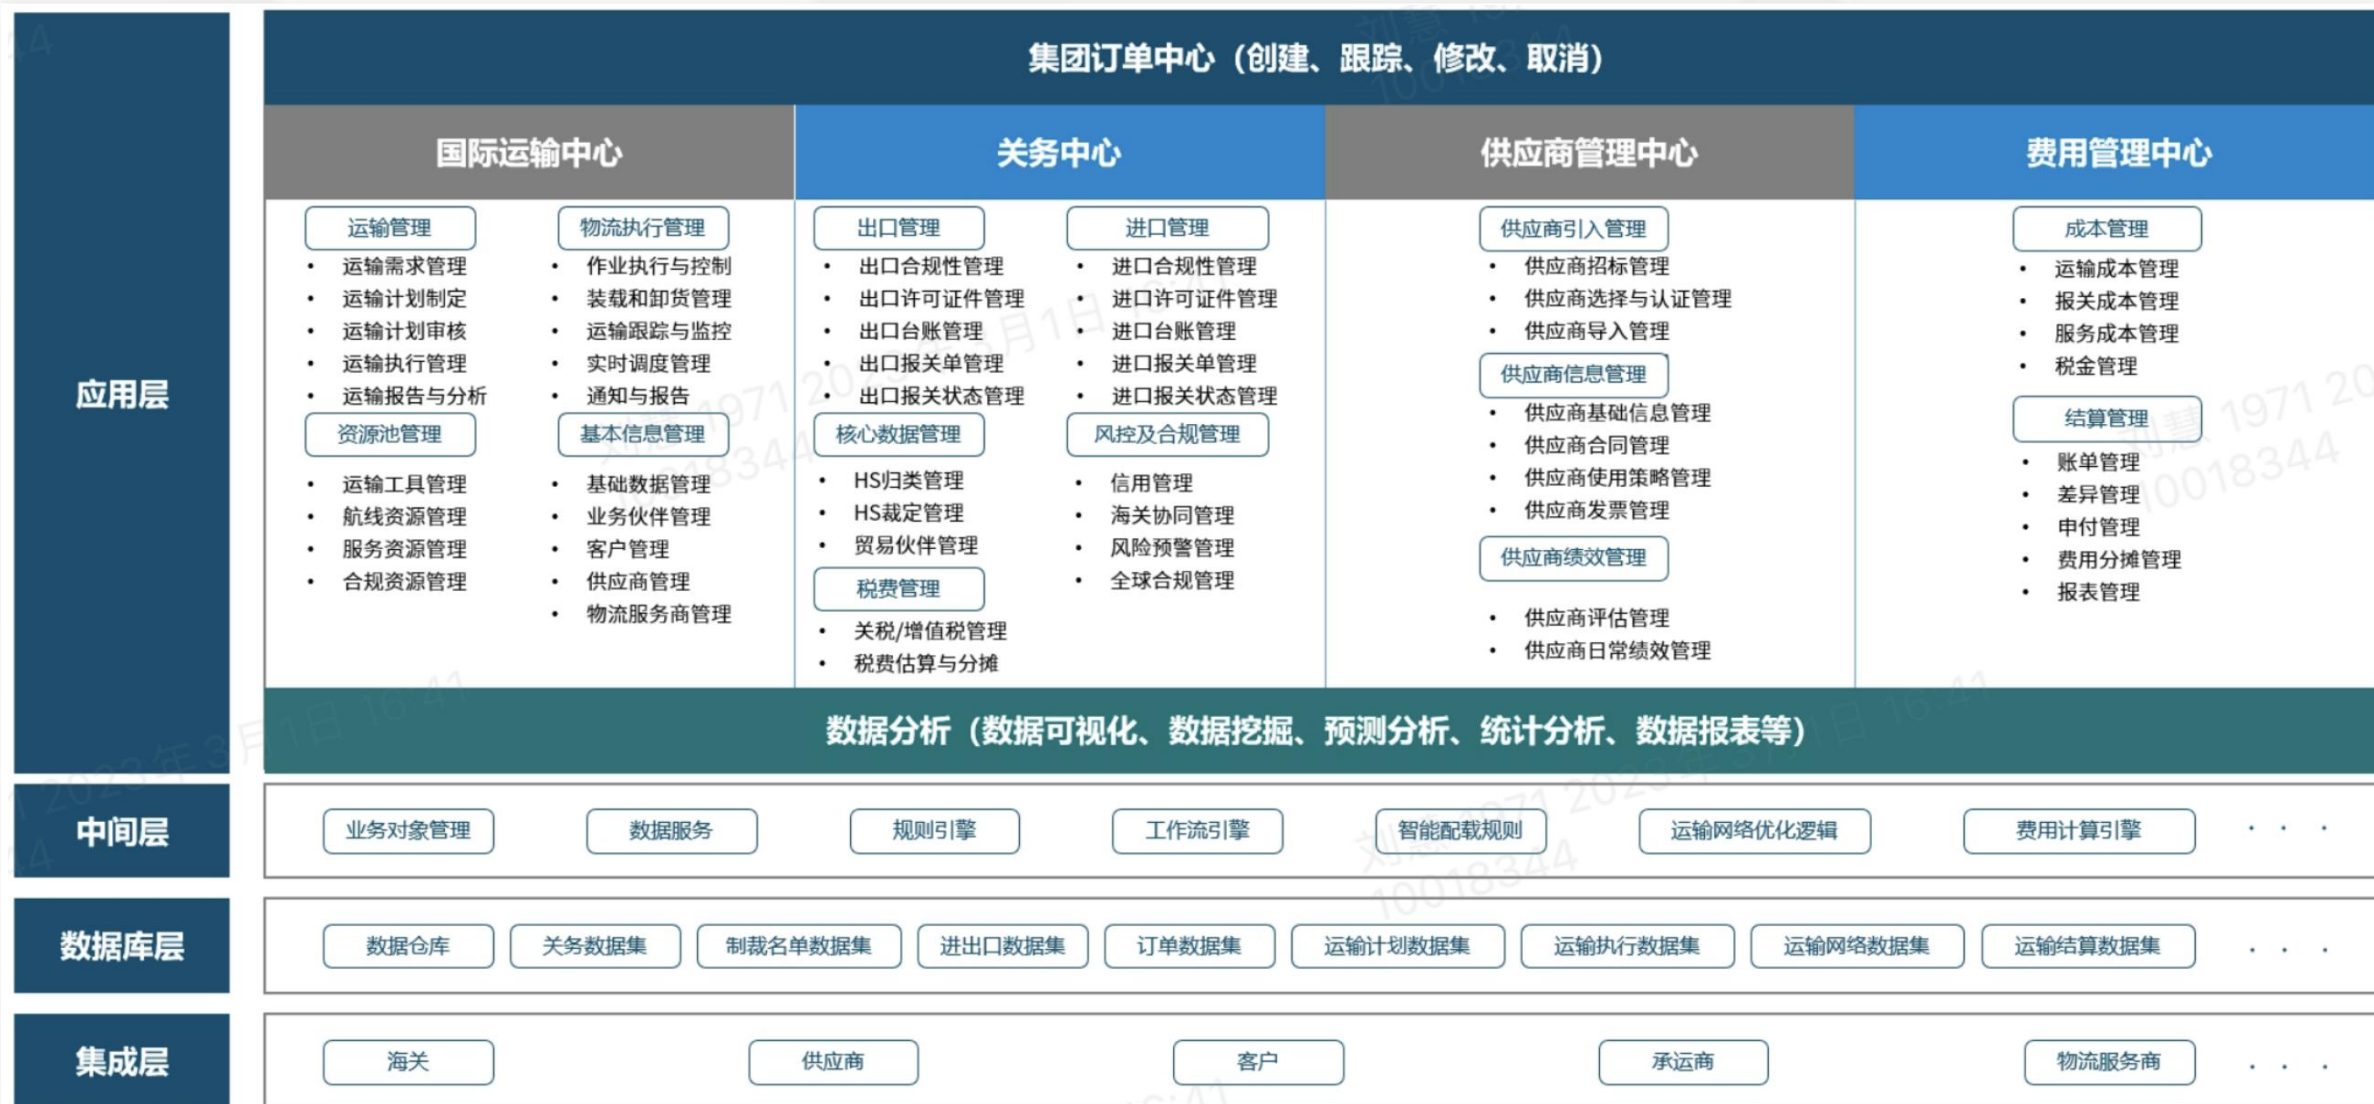 集团订单中心（创建、跟踪、修改、取消）
应用层
国际运输中心
运输管理
• 运输需求管理
• 运输计划制定
• 运输计划审核
• 运输执行管理
• 运输报告与分析
物流执行管理
• 作业执行与控制
• 装载和卸货管理
• 运输跟踪与监控
• 实时调度管理
• 通知与报告
资源池管理
• 运输工具管理
• 航线资源管理
• 服务资源管理
• 合规资源管理
基本信息管理
• 基础数据管理
• 业务伙伴管理
• 客户管理
• 供应商管理
• 物流服务商管理
关务中心
出口管理
• 出口合规性管理
• 出口许可证件管理
• 出口台账管理
• 出口报关单管理
• 出口报关状态管理
进口管理
• 进口合规性管理
• 进口许可证件管理
• 进口台账管理
• 进口报关单管理
• 进口报关状态管理
核心数据管理
• HS归类管理
• HS裁定管理
• 贸易伙伴管理
税费管理
• 关税/增值税管理
• 税费估算与分摊
风控及合规管理
• 信用管理
• 海关协同管理
• 风险预警管理
• 全球合规管理
供应商管理中心
供应商引入管理
• 供应商招标管理
• 供应商选择与认证管理
• 供应商导入管理
供应商信息管理
• 供应商基础信息管理
• 供应商合同管理
• 供应商使用策略管理
• 供应商发票管理
供应商绩效管理
• 供应商评估管理
• 供应商日常绩效管理
费用管理中心
成本管理
• 运输成本管理
• 报关成本管理
• 服务成本管理
• 税金管理
结算管理
• 账单管理
• 差异管理
• 申付管理
• 费用分摊管理
• 报表管理
数据分析（数据可视化、数据挖掘、预测分析、统计分析、数据报表等）
中间层
业务对象管理
数据服务
规则引擎
工作流引擎
智能配载规则
运输网络优化逻辑
费用计算引擎
· · ·
数据库层
数据仓库
关务数据集
制裁名单数据集
进出口数据集
订单数据集
运输计划数据集
运输执行数据集
运输网络数据集
运输结算数据集
· · ·
集成层
海关
供应商
客户
承运商
物流服务商
· · ·
刘慧 1971 2023年3月1日 16:41
10018344